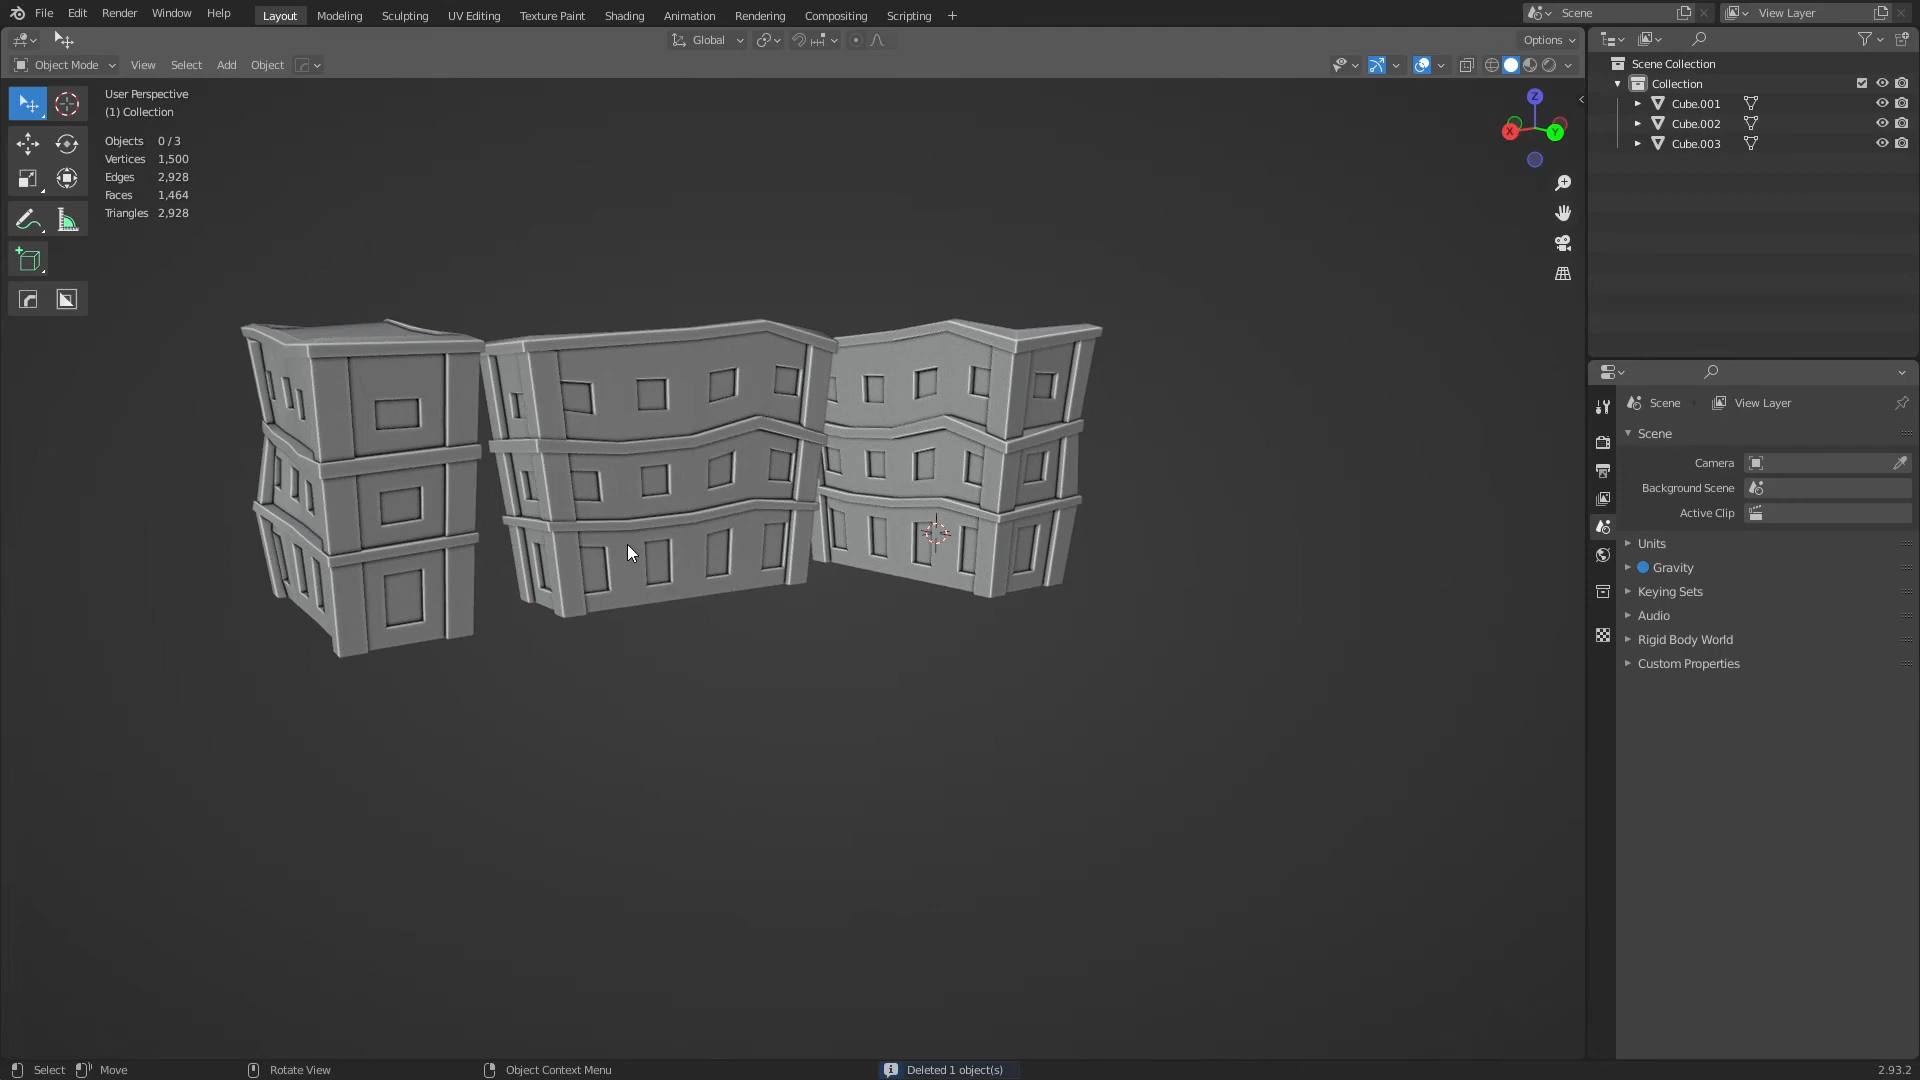 File Edit Render Window Help Layout Modeling Sculpting UV Editing Texture Paint Shading Animation Rendering Compositing Scripting + Scene View Layer
Global Options
Object Mode View Select Add Object
User Perspective
(1) Collection
Objects 0 / 3
Vertices 1,500
Edges 2,928
Faces 1,464
Triangles 2,928
Z
X
Y
Scene Collection
Collection
Cube.001
Cube.002
Cube.003
Scene View Layer
Scene
Camera
Background Scene
Active Clip
Units
Gravity
Keying Sets
Audio
Rigid Body World
Custom Properties
Select Move Rotate View Object Context Menu Deleted 1 object(s) 2.93.2